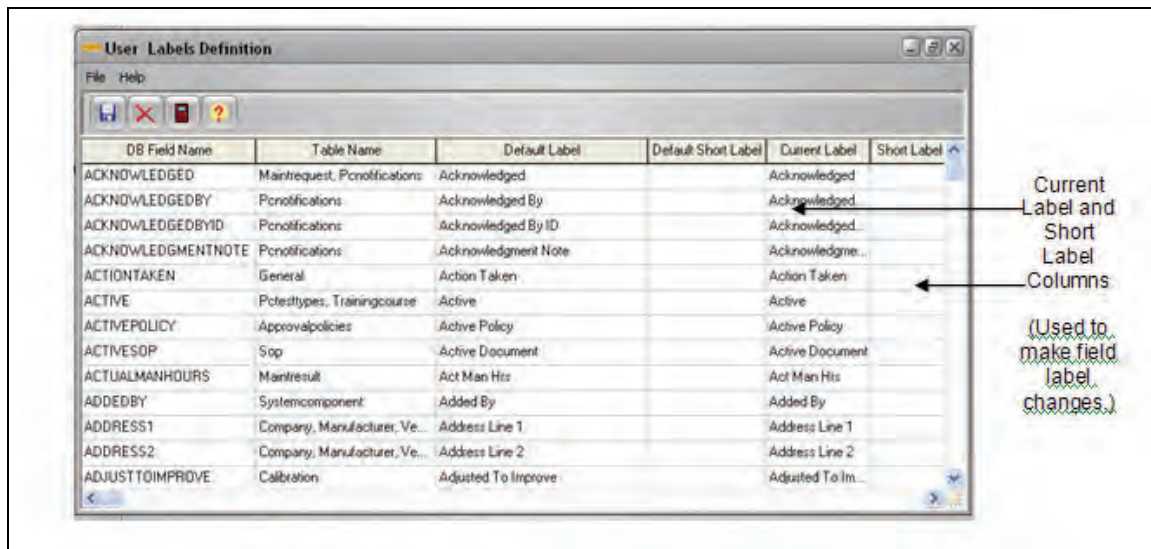 User Labels Definition
File Help
DB Field Name Table Name Default Label Default Short Label Current Label Short Label
ACKNOWLEDGED Maintrequest, Pcnotifications Acknowledged Acknowledged
ACKNOWLEDGEDBY Pcnotifications Acknowledged By Acknowledged...
ACKNOWLEDGEDBYID Pcnotifications Acknowledged By ID Acknowledged...
ACKNOWLEDGMENTNOTE Pcnotifications Acknowledgment Note Acknowledgme...
ACTIONTAKEN General Action Taken Action Taken
ACTIVE Pctesttypes, Trainingcourse Active Active
ACTIVEPOLICY Approvalpolicies Active Policy Active Policy
ACTIVESOP Sop Active Document Active Document
ACTUALMANHOURS Maintresult Act Man Hrs Act Man Hrs
ADDEDBY Systemcomponent Added By Added By
ADDRESS1 Company, Manufacturer, Ve... Address Line 1 Address Line 1
ADDRESS2 Company, Manufacturer, Ve... Address Line 2 Address Line 2
ADJUSTTOIMPROVE Calibration Adjusted To Improve Adjusted To Im...
Current
Label and
Short
Label
Columns
(Used to
make field
label
changes.)